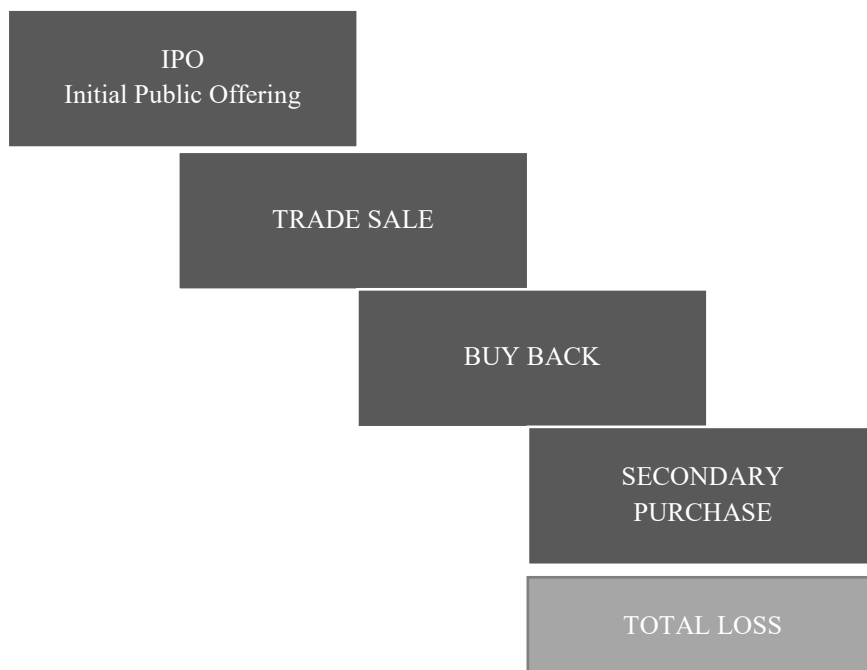 IPO
Initial Public Offering
TRADE SALE
BUY BACK
SECONDARY
PURCHASE
TOTAL LOSS